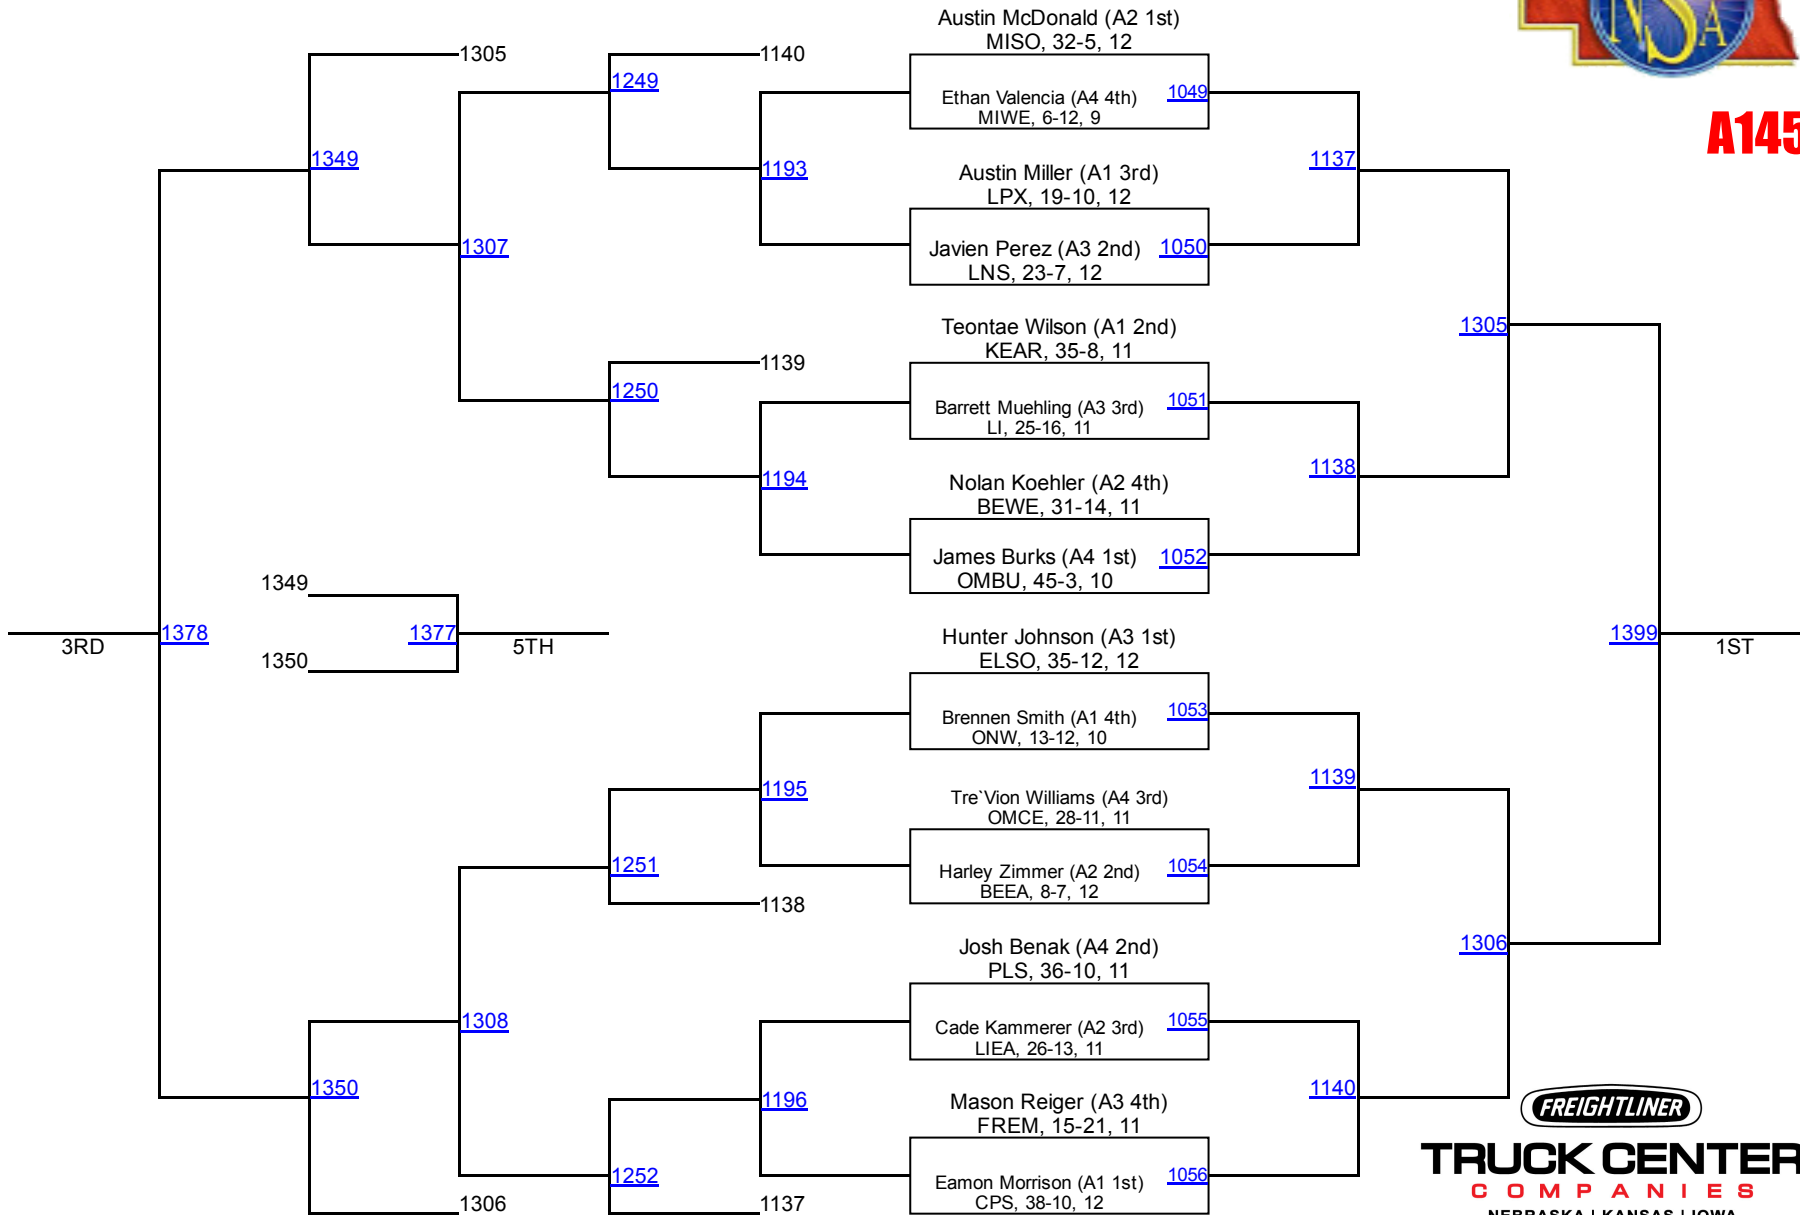 Austin McDonald (A2 1st)
MISO, 32-5, 12
1305
1140
1249
Ethan Valencia (A4 4th)
1049
MIWE, 6-12, 9
NSA
A145
1349
1193
1137
Austin Miller (A1 3rd)
LPX, 19-10, 12
1307
Javien Perez (A3 2nd)
1050
LNS, 23-7, 12
Teontae Wilson (A1 2nd)
1305
KEAR, 35-8, 11
1139
1250
Barrett Muehling (A3 3rd)
1051
LI, 25-16, 11
1194
1138
Nolan Koehler (A2 4th)
BEWE, 31-14, 11
James Burks (A4 1st)
1052
OMBU, 45-3, 10
1349
1378
1377
1399
3RD
5TH
1ST
1350
Hunter Johnson (A3 1st)
ELSO, 35-12, 12
Brennen Smith (A1 4th)
1053
ONW, 13-12, 10
1195
1139
Tre`Vion Williams (A4 3rd)
OMCE, 28-11, 11
1251
Harley Zimmer (A2 2nd)
1054
BEEA, 8-7, 12
1138
Josh Benak (A4 2nd)
1306
PLS, 36-10, 11
1308
Cade Kammerer (A2 3rd)
1055
LIEA, 26-13, 11
1350
1196
1140
Mason Reiger (A3 4th)
FREM, 15-21, 11
1252
Eamon Morrison (A1 1st)
1056
CPS, 38-10, 12
1306
1137
FREIGHTLINER
TRUCK CENTER
COMPANIES
NEBRASKA | KANSAS | IOWA